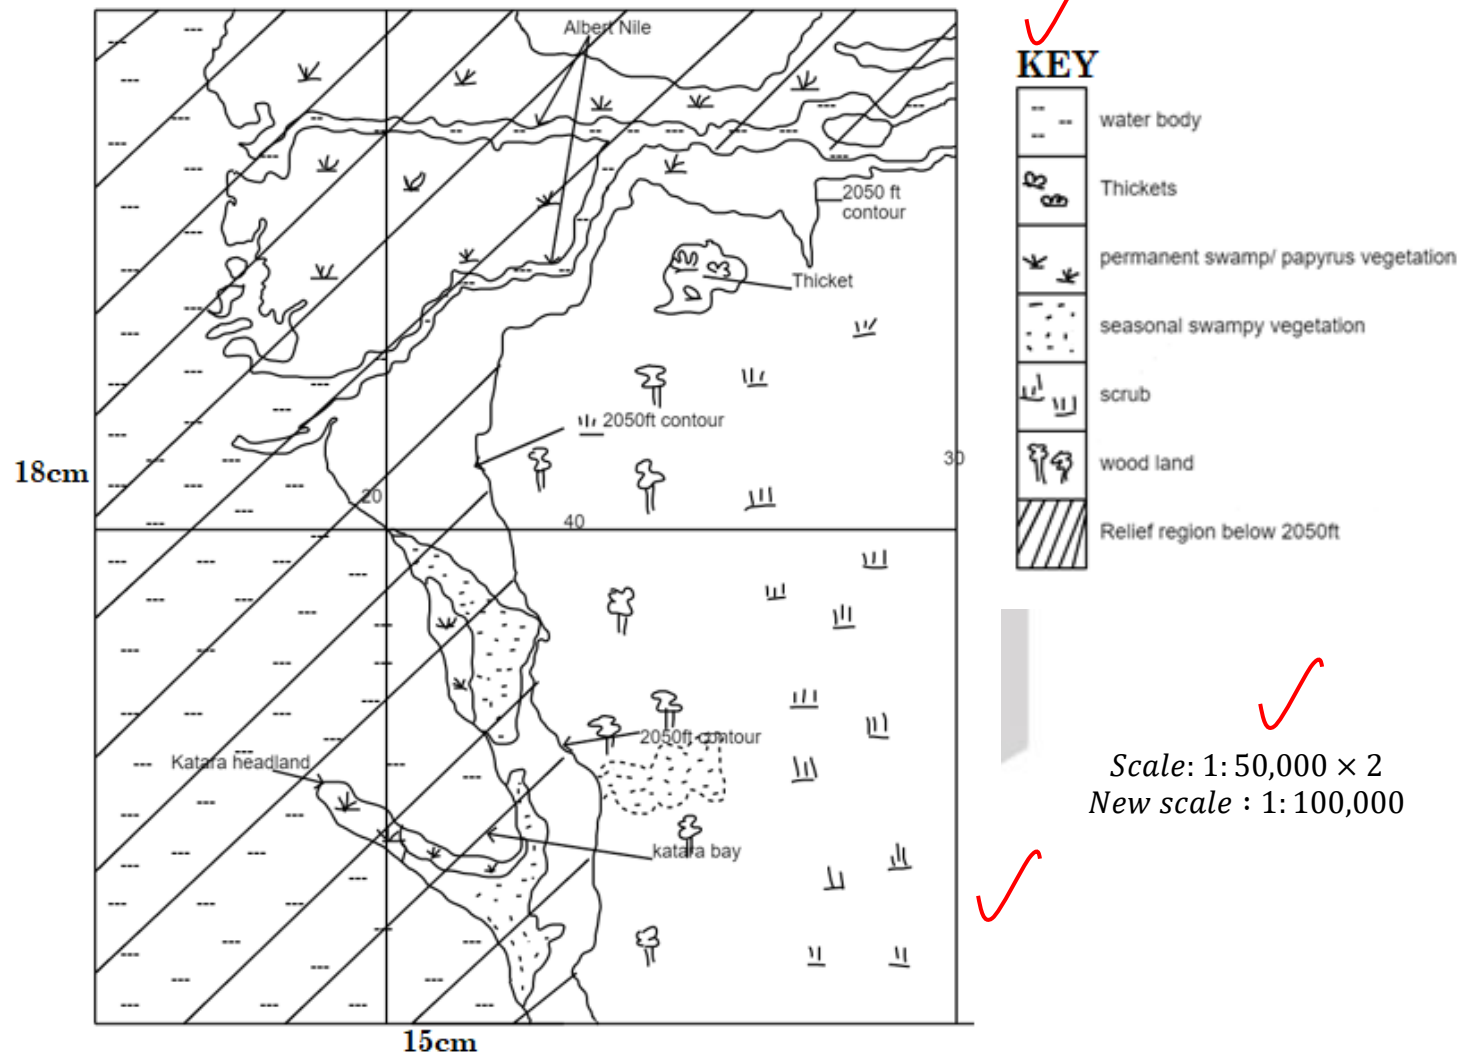 Albert Nile
2050 ft
contour
Thicket
2050ft contour
30
18cm
20
40
2050ft contour
Katara headland
katara bay
15cm
KEY
water body
Thickets
permanent swamp/ papyrus vegetation
seasonal swampy vegetation
scrub
wood land
Relief region below 2050ft
Scale: 1: 50,000 × 2
New scale : 1: 100,000